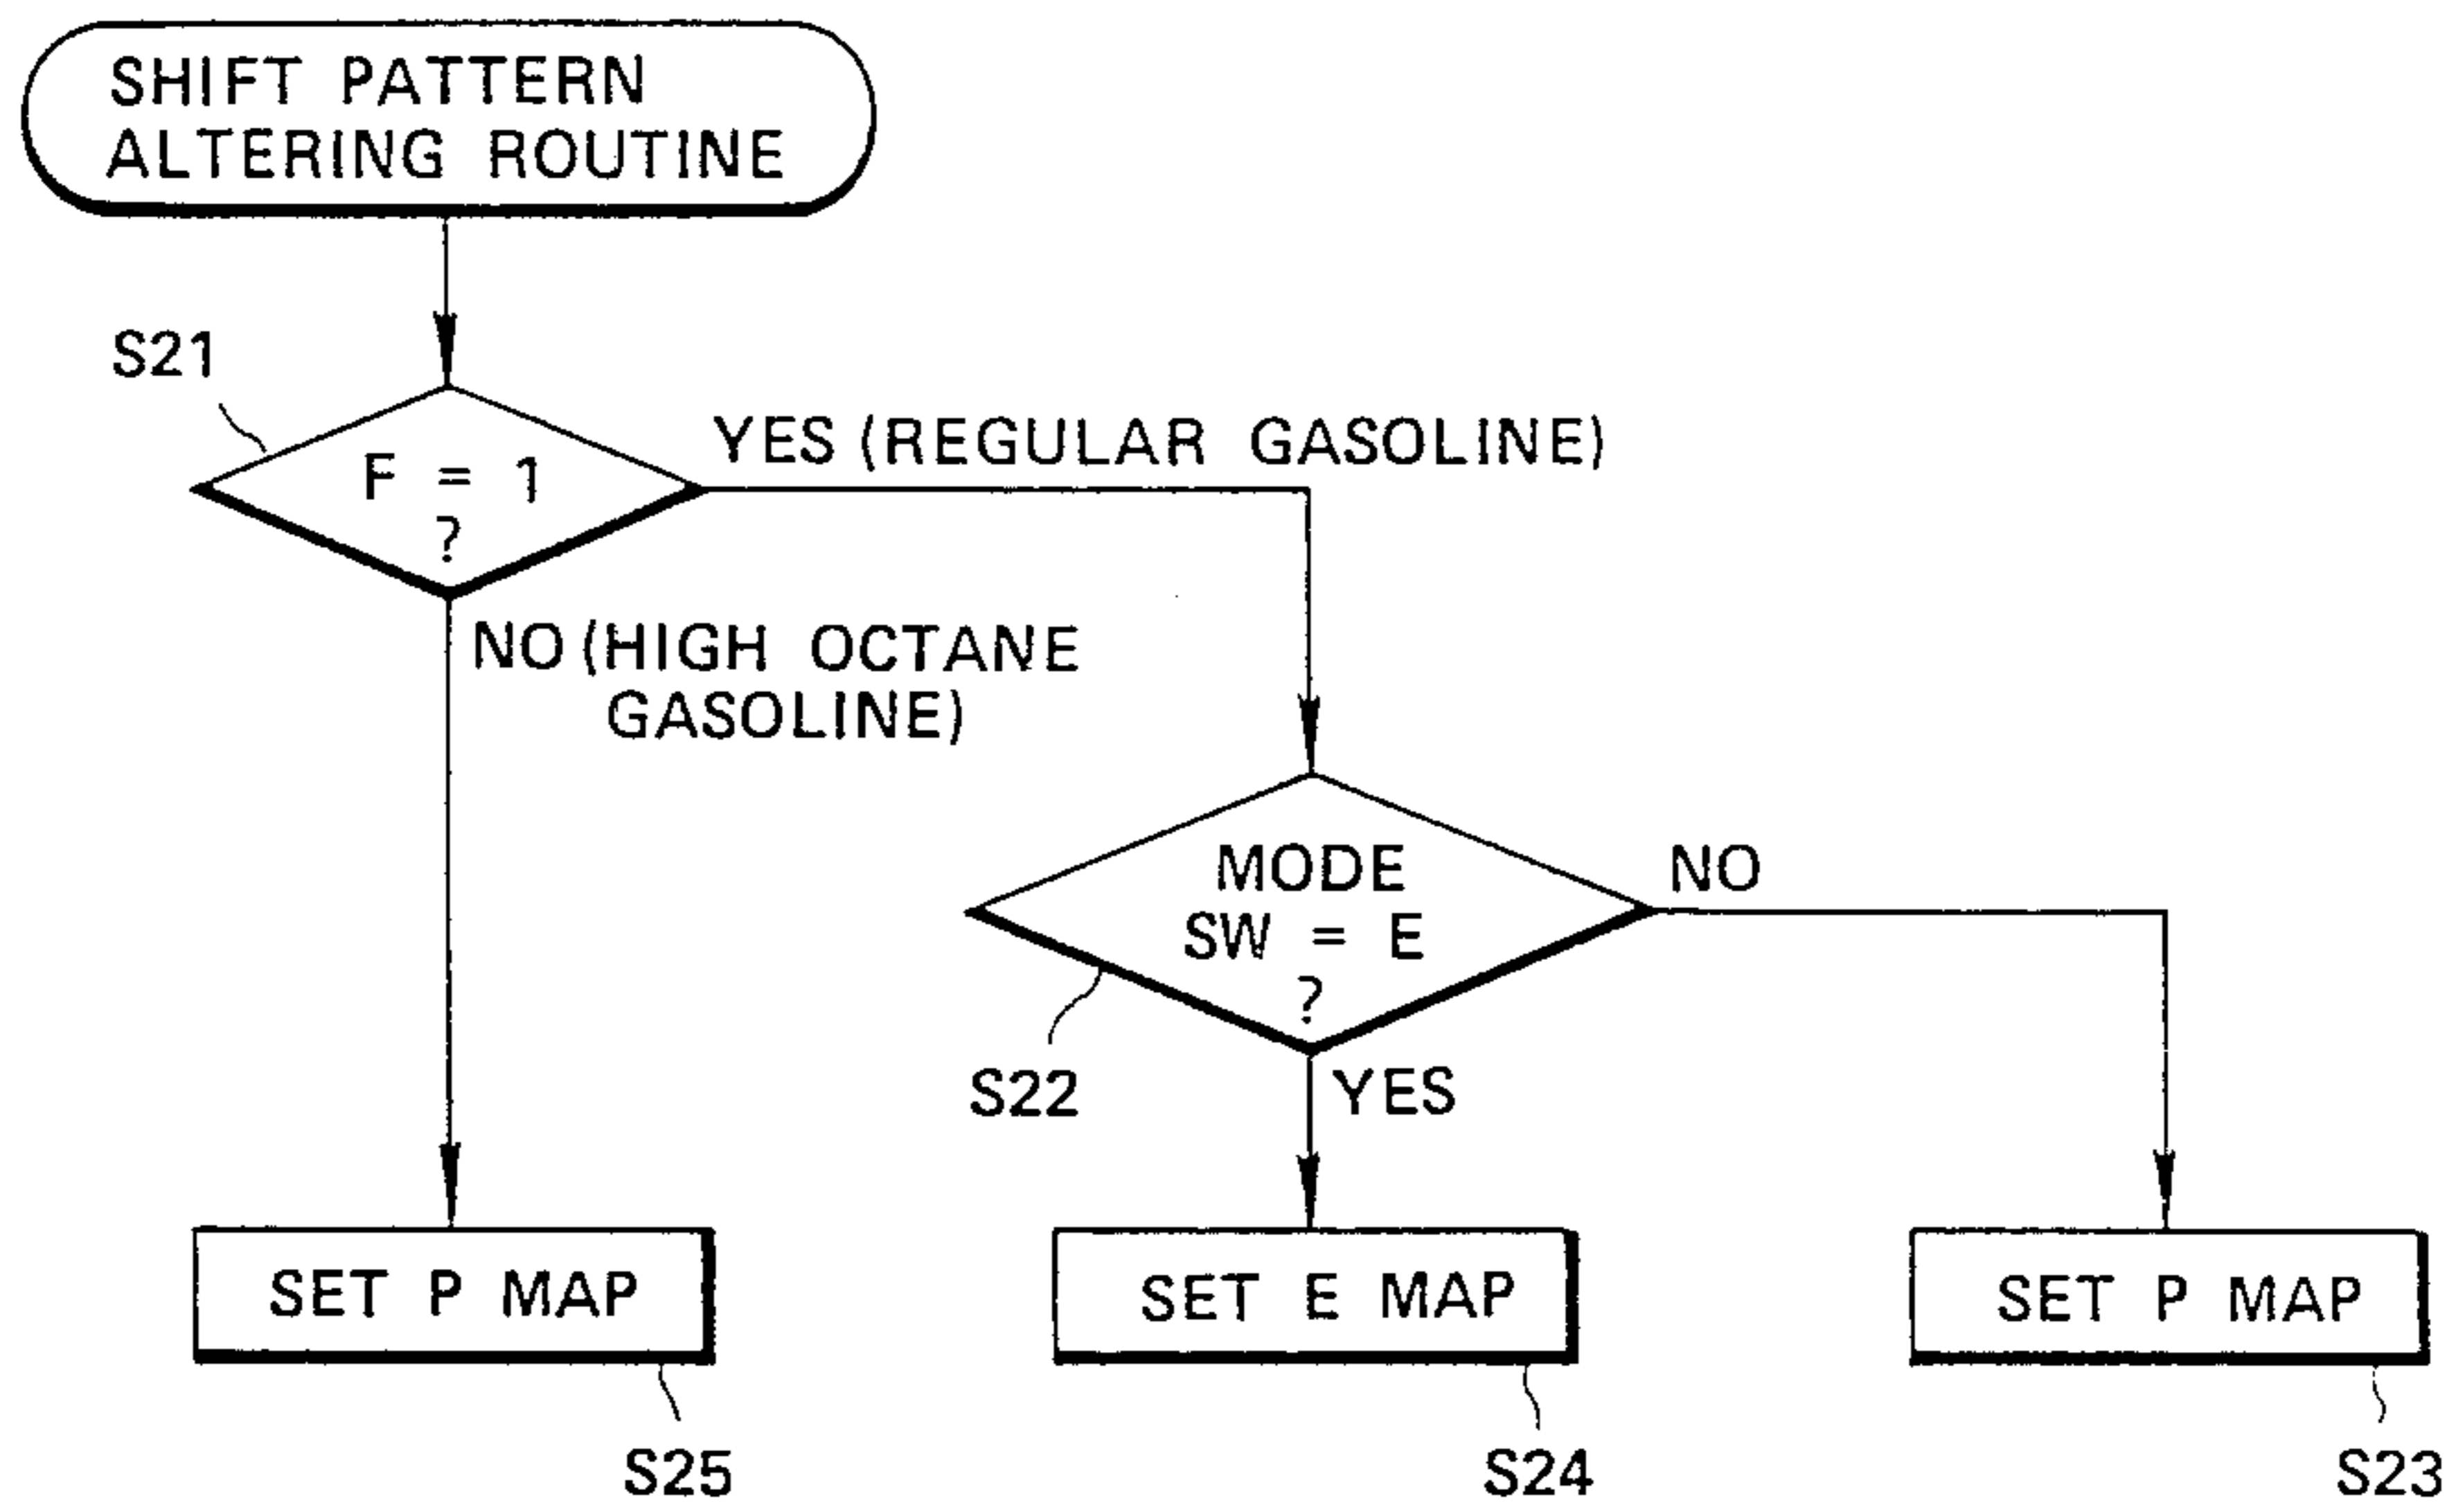 SHIFT PATTERN
ALTERING ROUTINE
S21
F = 1
?
YES (REGULAR GASOLINE)
NO (HIGH OCTANE
GASOLINE)
MODE
SW = E
?
NO
S22
YES
SET P MAP
SET E MAP
SET P MAP
S25
S24
S23